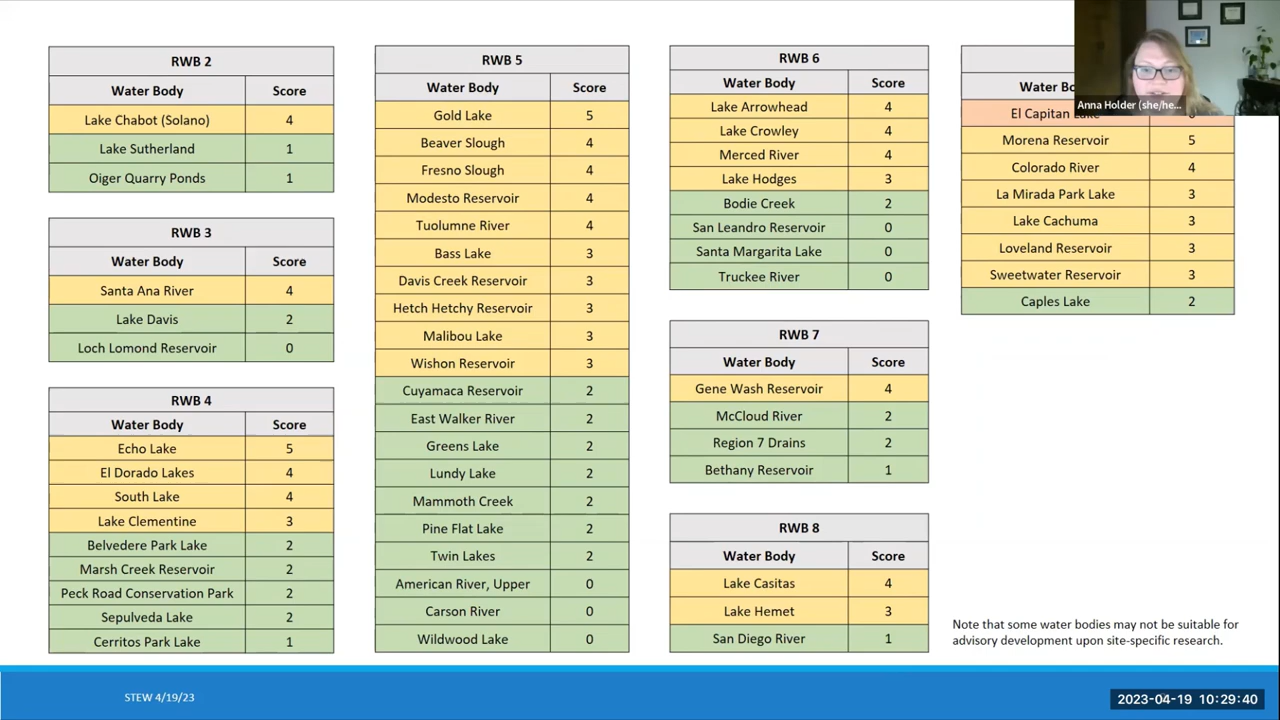 RWB 2
Water Body Score
Lake Chabot (Solano) 4
Lake Sutherland 1
Oiger Quarry Ponds 1
RWB 3
Water Body Score
Santa Ana River 4
Lake Davis 2
Loch Lomond Reservoir 0
RWB 4
Water Body Score
Echo Lake 5
El Dorado Lakes 4
South Lake 4
Lake Clementine 3
Belvedere Park Lake 2
Marsh Creek Reservoir 2
Peck Road Conservation Park 2
Sepulveda Lake 2
Cerritos Park Lake 1
RWB 5
Water Body Score
Gold Lake 5
Beaver Slough 4
Fresno Slough 4
Modesto Reservoir 4
Tuolumne River 4
Bass Lake 3
Davis Creek Reservoir 3
Hetch Hetchy Reservoir 3
Malibou Lake 3
Wishon Reservoir 3
Cuyamaca Reservoir 2
East Walker River 2
Greens Lake 2
Lundy Lake 2
Mammoth Creek 2
Pine Flat Lake 2
Twin Lakes 2
American River, Upper 0
Carson River 0
Wildwood Lake 0
RWB 6
Water Body Score
Lake Arrowhead 4
Lake Crowley 4
Merced River 4
Lake Hodges 3
Bodie Creek 2
San Leandro Reservoir 0
Santa Margarita Lake 0
Truckee River 0
RWB 7
Water Body Score
Gene Wash Reservoir 4
McCloud River 2
Region 7 Drains 2
Bethany Reservoir 1
RWB 8
Water Body Score
Lake Casitas 4
Lake Hemet 3
San Diego River 1
Water
El Capitan Lake
Morena Reservoir 5
Colorado River 4
La Mirada Park Lake 3
Lake Cachuma 3
Loveland Reservoir 3
Sweetwater Reservoir 3
Caples Lake 2
Anna Holder (she/he...
Note that some water bodies may not be suitable for
advisory development upon site-specific research.
STEW 4/19/23
2023-04-19 10:29:40